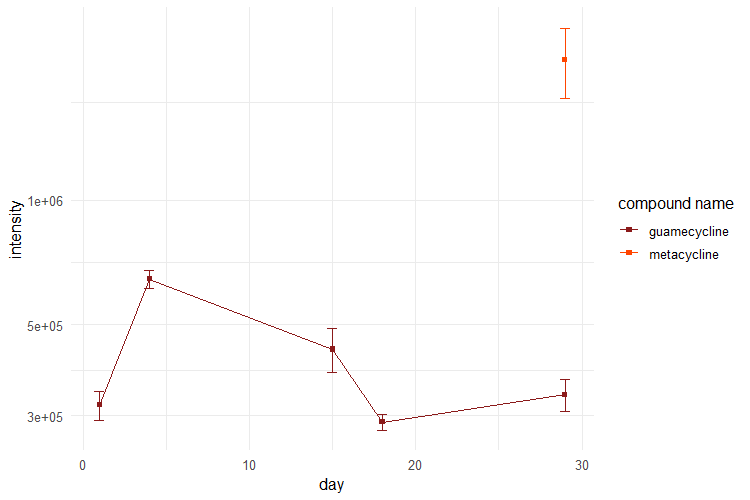 intensity
1e+06
5e+05
3e+05
0 10 20 30
day
compound name
guamecycline
metacycline